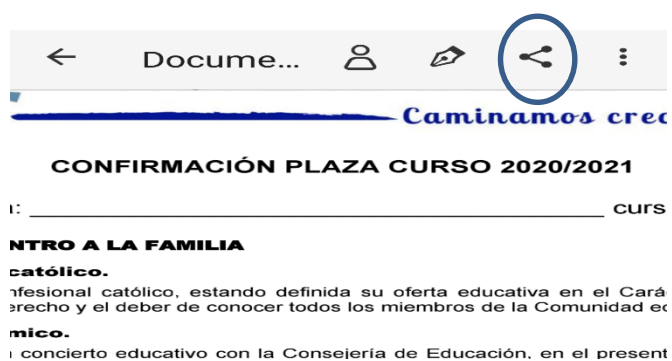 Docume...
Caminamos crec
CONFIRMACIÓN PLAZA CURSO 2020/2021
: curs
NTRO A LA FAMILIA
católico.
nfesional católico, estando definida su oferta educativa en el Cará
erecho y el deber de conocer todos los miembros de la Comunidad ed
mico.
concierto educativo con la Consejería de Educación, en el present